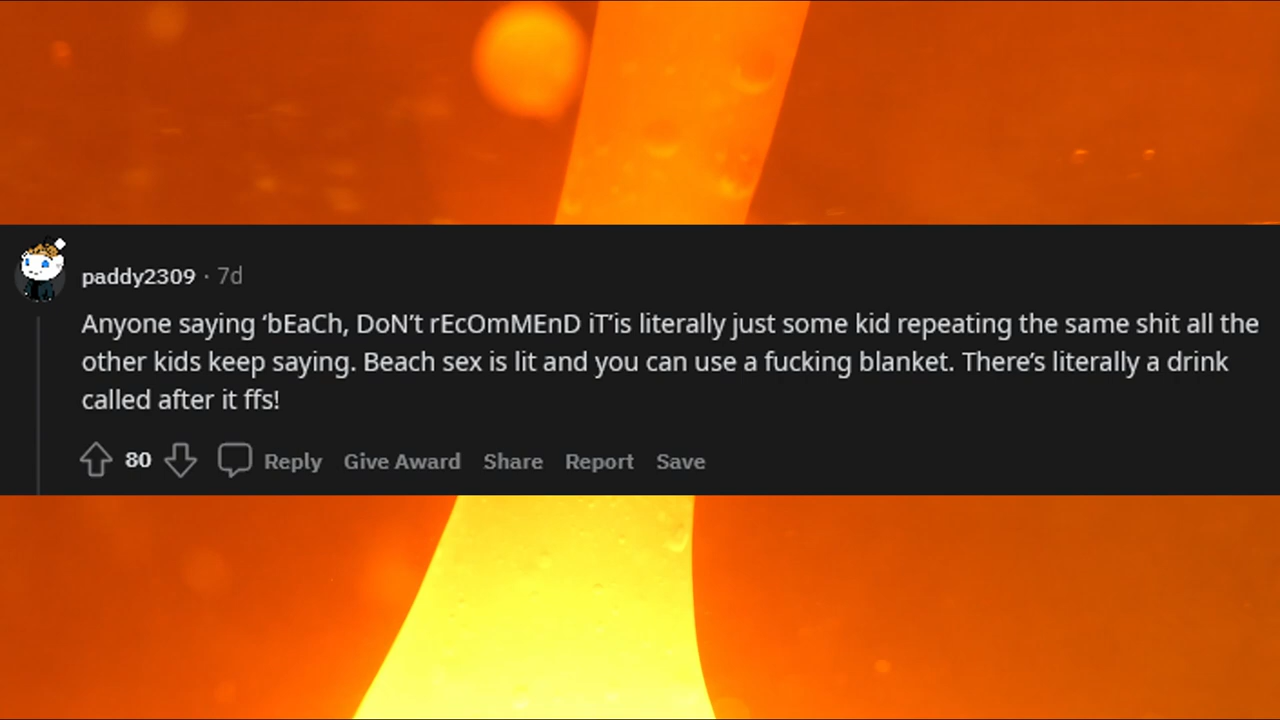 paddy2309 · 7d
Anyone saying ‘bEaCh, DoN’t rEcOmMEnD iT’is literally just some kid repeating the same shit all the
other kids keep saying. Beach sex is lit and you can use a fucking blanket. There’s literally a drink
called after it ffs!
80 Reply Give Award Share Report Save